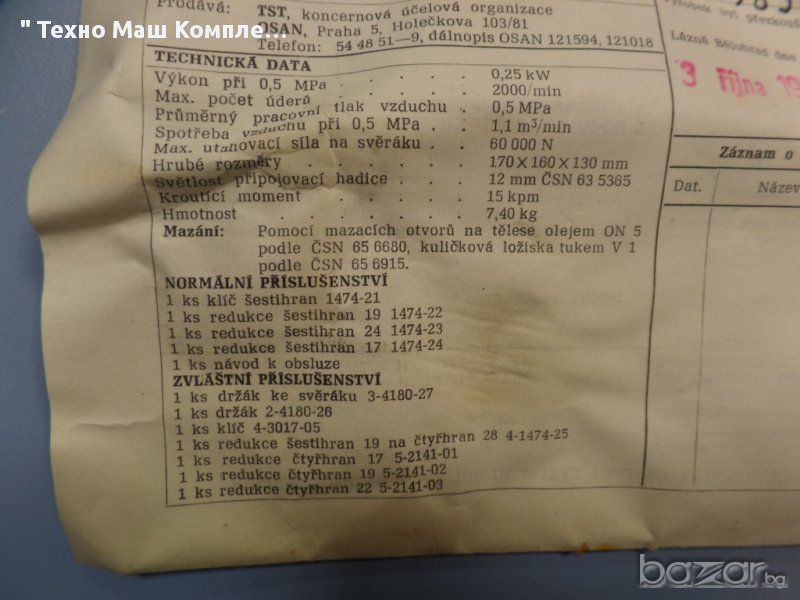 Prodává: TST, koncernová účelová organizace
OSAN, Praha 5, Holečkova 103/81
Telefon: 54 48 51—9, dálnopis OSAN 121594, 121018
" Техно Маш Компле... "
TECHNICKÁ DATA
Výkon při 0,5 MPa . . . . . 0,25 kW
Max. počet úderů . . . . . 2000/min
Průměrný pracovní tlak vzduchu . 0,5 MPa
Spotřeba vzduchu při 0,5 MPa . . 1,1 m³/min
Max. utahovací síla na svěráku . . 60 000 N
Hrubé rozměry . . . . . 170 × 160 × 130 mm
Světlost připojovací hadice . . . 12 mm ČSN 63 5365
Kroutící moment . . . . . 15 kpm
Hmotnost . . . . . 7,40 kg
Mazání: Pomocí mazacích otvorů na tělese olejem ON 5
podle ČSN 65 6680, kuličková ložiska tukem V 1
podle ČSN 65 6915.
NORMÁLNÍ PŘÍSLUŠENSTVÍ
1 ks klíč šestihran 1474-21
1 ks redukce šestihran 19 1474-22
1 ks redukce šestihran 24 1474-23
1 ks redukce šestihran 17 1474-24
1 ks návod k obsluze
ZVLÁŠTNÍ PŘÍSLUŠENSTVÍ
1 ks držák ke svěráku 3-4180-27
1 ks držák 2-4180-26
1 ks klíč 4-3017-05
1 ks redukce šestihran 19 na čtyřhran 28 4-1474-25
1 ks redukce čtyřhran 17 5-2141-01
1 ks redukce čtyřhran 19 5-2141-02
1 ks redukce čtyřhran 22 5-2141-03
byl přezkouš
Lázně Bělohrad dne
3 října 19
Záznam o
Dat. Název
bazar.bg